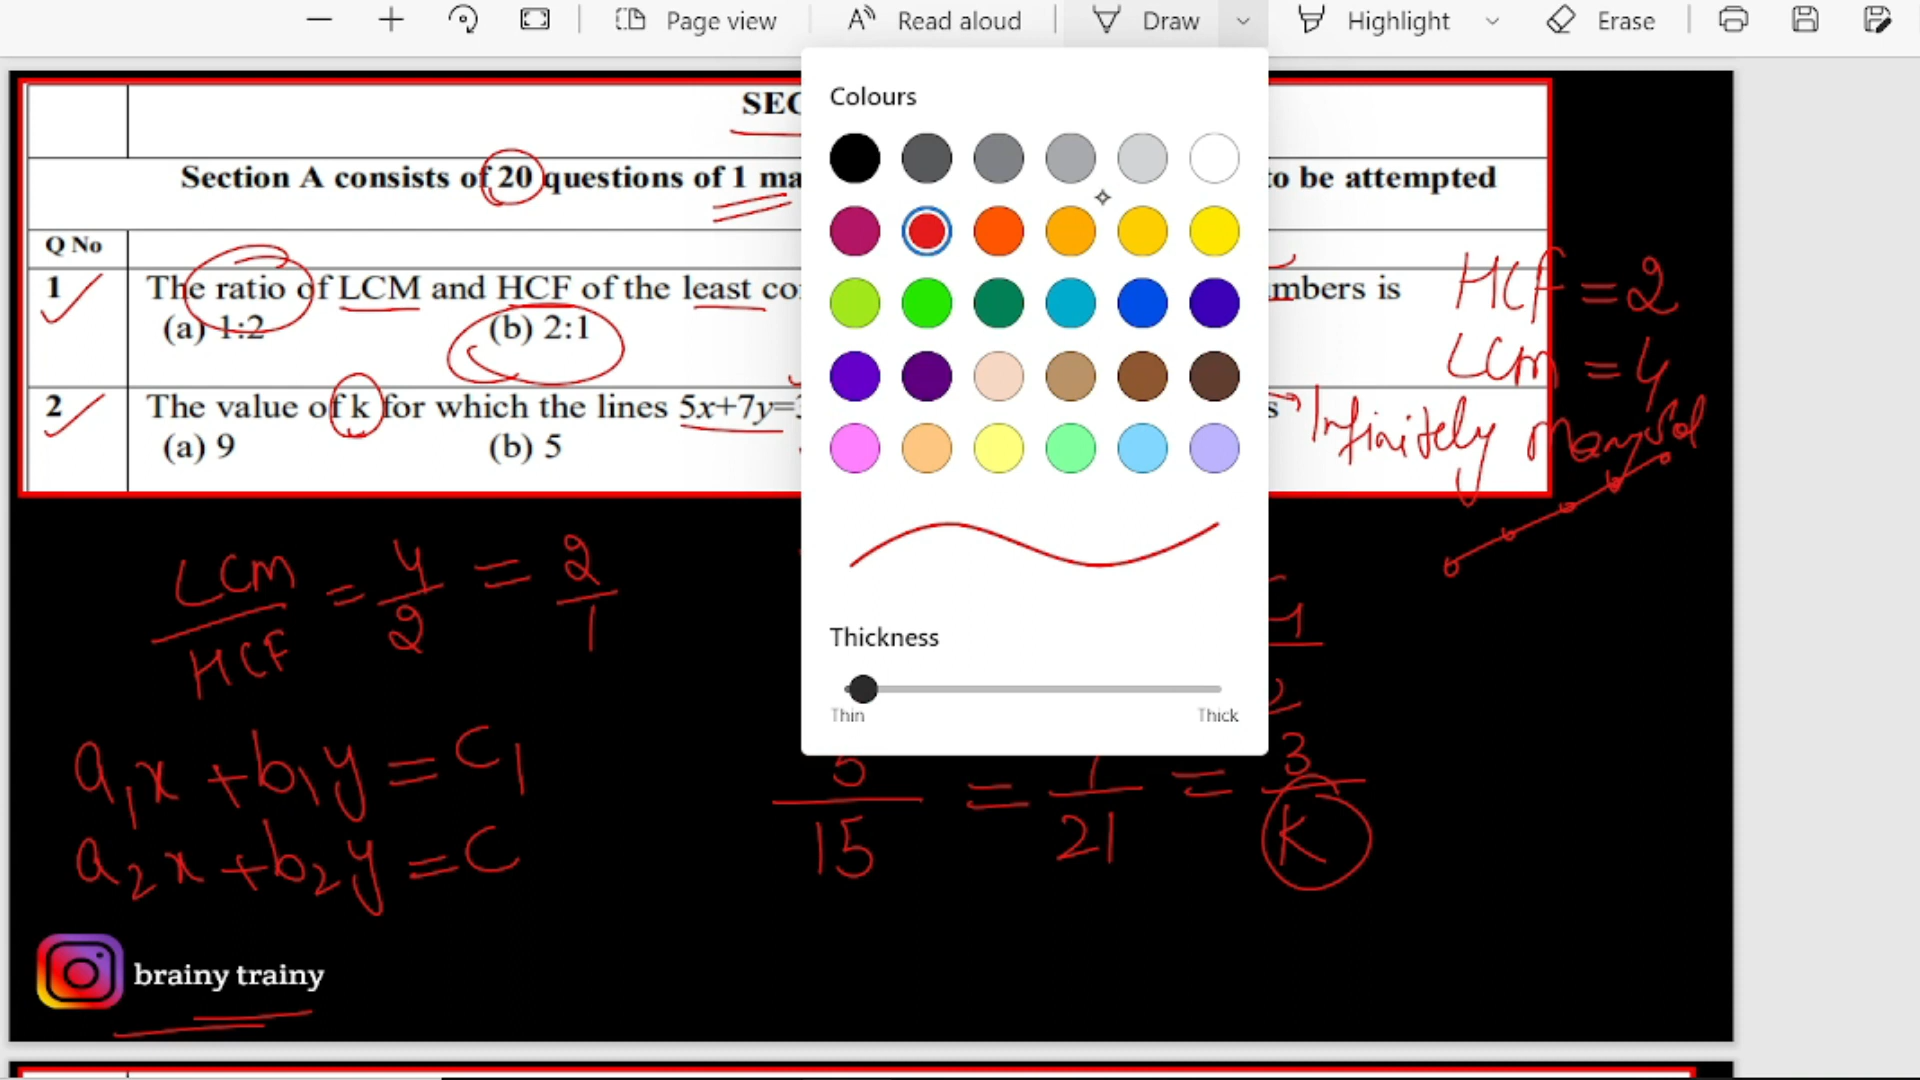 Page view Read aloud Draw Highlight Erase
Colours
Thickness
Thin Thick
SEC
Section A consists of 20 questions of 1 ma to be attempted
Q No
1 The ratio of LCM and HCF of the least co mbers is
(a) 1:2 (b) 2:1
2 The value of k for which the lines 5x+7y=3 s
(a) 9 (b) 5
HCF = 2
LCM = 4
Infinitely many sol
LCM/HCF = 4/2 = 2/1
a₁x + b₁y = c₁
a₂x + b₂y = c
5/15 = 7/21 = 3/K
brainy trainy